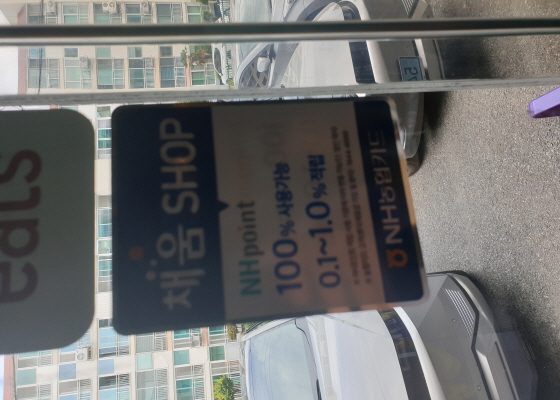 eats
채움 SHOP
NHpoint
100% 사용가능
0.1~1.0% 적립
NH농협카드